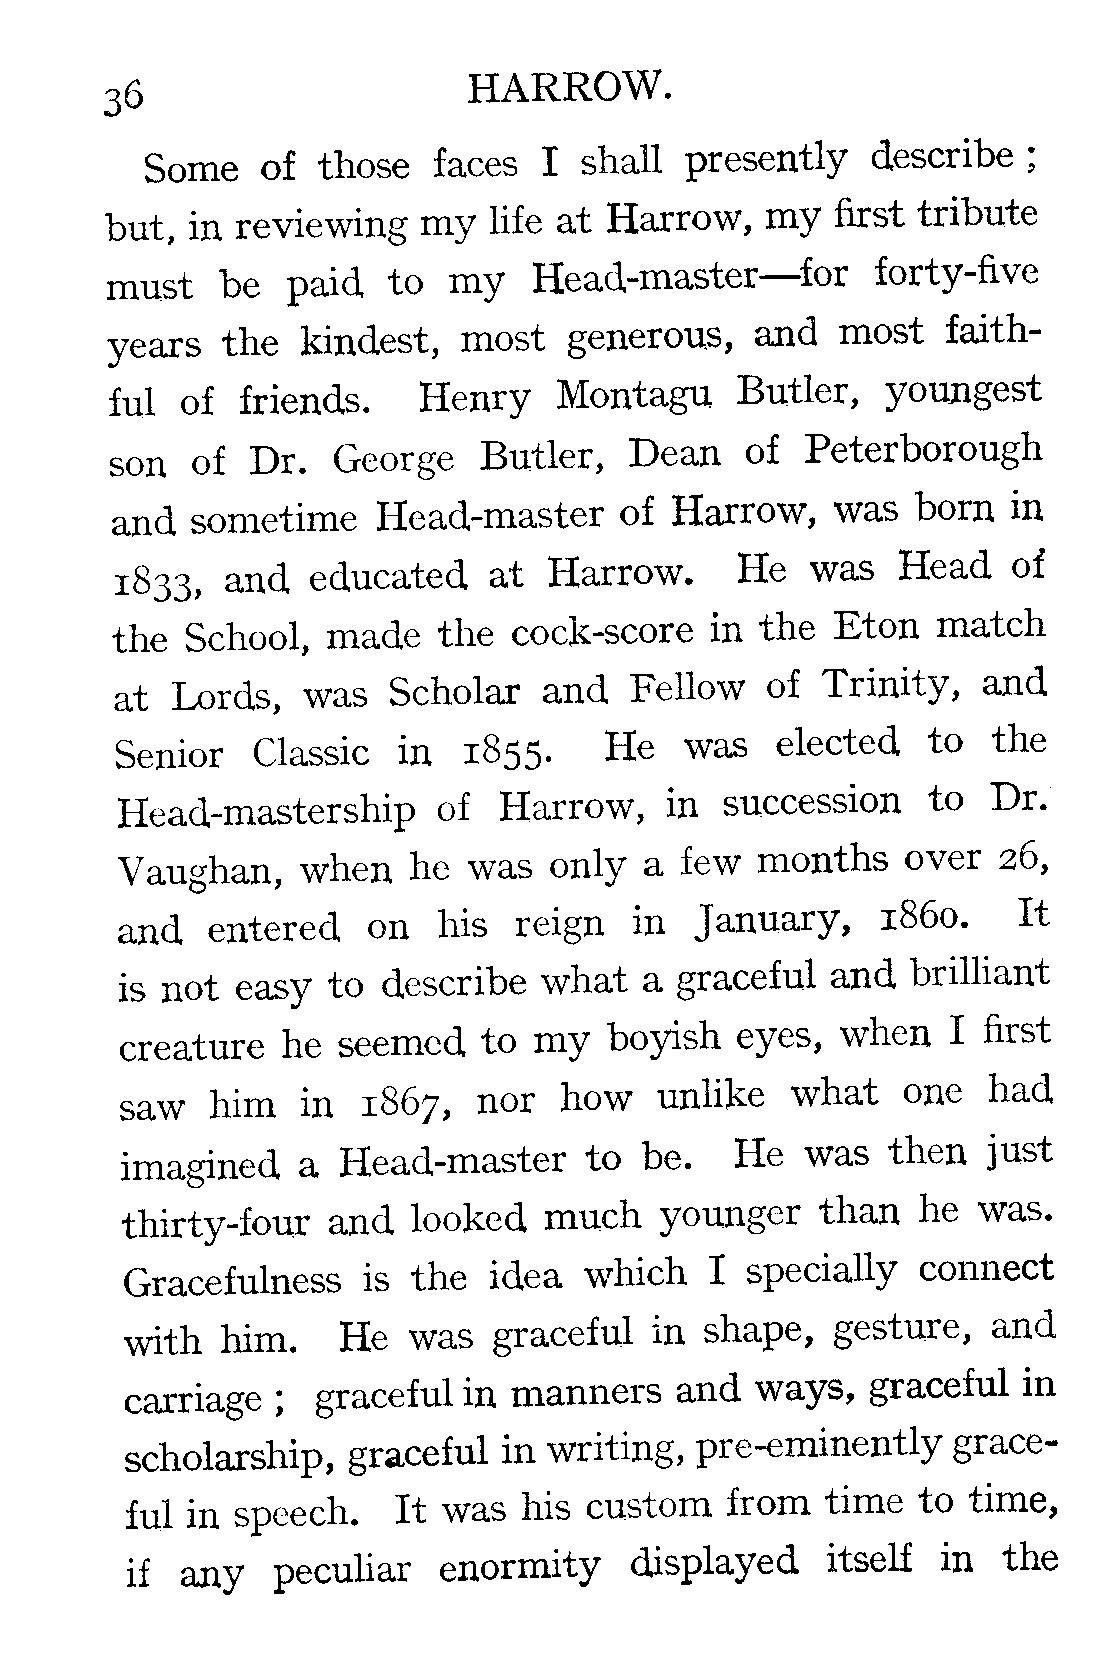 36 HARROW.
Some of those faces I shall presently describe ;
but, in reviewing my life at Harrow, my first tribute
must be paid to my Head-master—for forty-five
years the kindest, most generous, and most faith-
ful of friends. Henry Montagu Butler, youngest
son of Dr. George Butler, Dean of Peterborough
and sometime Head-master of Harrow, was born in
1833, and educated at Harrow. He was Head of
the School, made the cock-score in the Eton match
at Lords, was Scholar and Fellow of Trinity, and
Senior Classic in 1855. He was elected to the
Head-mastership of Harrow, in succession to Dr.
Vaughan, when he was only a few months over 26,
and entered on his reign in January, 1860. It
is not easy to describe what a graceful and brilliant
creature he seemed to my boyish eyes, when I first
saw him in 1867, nor how unlike what one had
imagined a Head-master to be. He was then just
thirty-four and looked much younger than he was.
Gracefulness is the idea which I specially connect
with him. He was graceful in shape, gesture, and
carriage ; graceful in manners and ways, graceful in
scholarship, graceful in writing, pre-eminently grace-
ful in speech. It was his custom from time to time,
if any peculiar enormity displayed itself in the